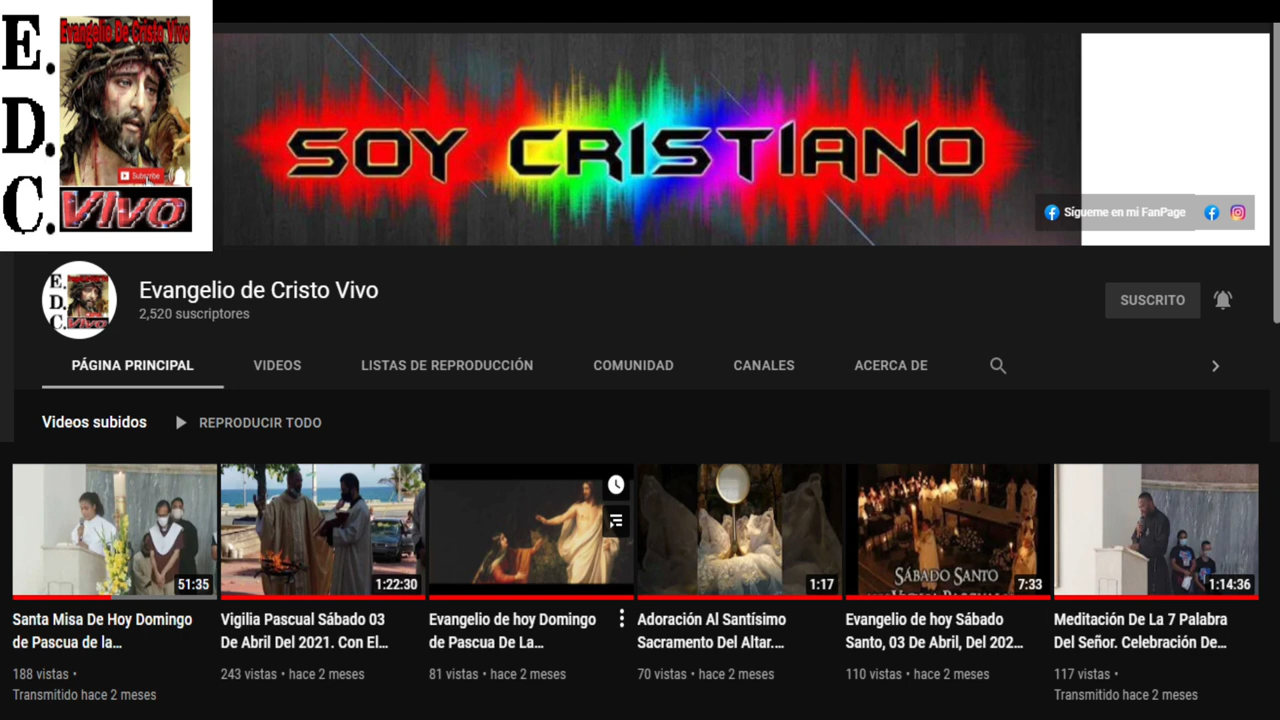 E.
D.
C.
Evangelio De Cristo Vivo
Subscribe
Vivo
SOY CRISTIANO
Sígueme en mi FanPage
Evangelio de Cristo Vivo
2,520 suscriptores
SUSCRITO
PÁGINA PRINCIPAL VIDEOS LISTAS DE REPRODUCCIÓN COMUNIDAD CANALES ACERCA DE
Videos subidos REPRODUCIR TODO
51:35
1:22:30
1:17
SÁBADO SANTO
7:33
1:14:36
Santa Misa De Hoy Domingo
de Pascua de la...
188 vistas •
Transmitido hace 2 meses
Vigilia Pascual Sábado 03
De Abril Del 2021. Con El...
243 vistas • hace 2 meses
Evangelio de hoy Domingo
de Pascua De La...
81 vistas • hace 2 meses
Adoración Al Santísimo
Sacramento Del Altar....
70 vistas • hace 2 meses
Evangelio de hoy Sábado
Santo, 03 De Abril, Del 202...
110 vistas • hace 2 meses
Meditación De La 7 Palabra
Del Señor. Celebración De...
117 vistas •
Transmitido hace 2 meses